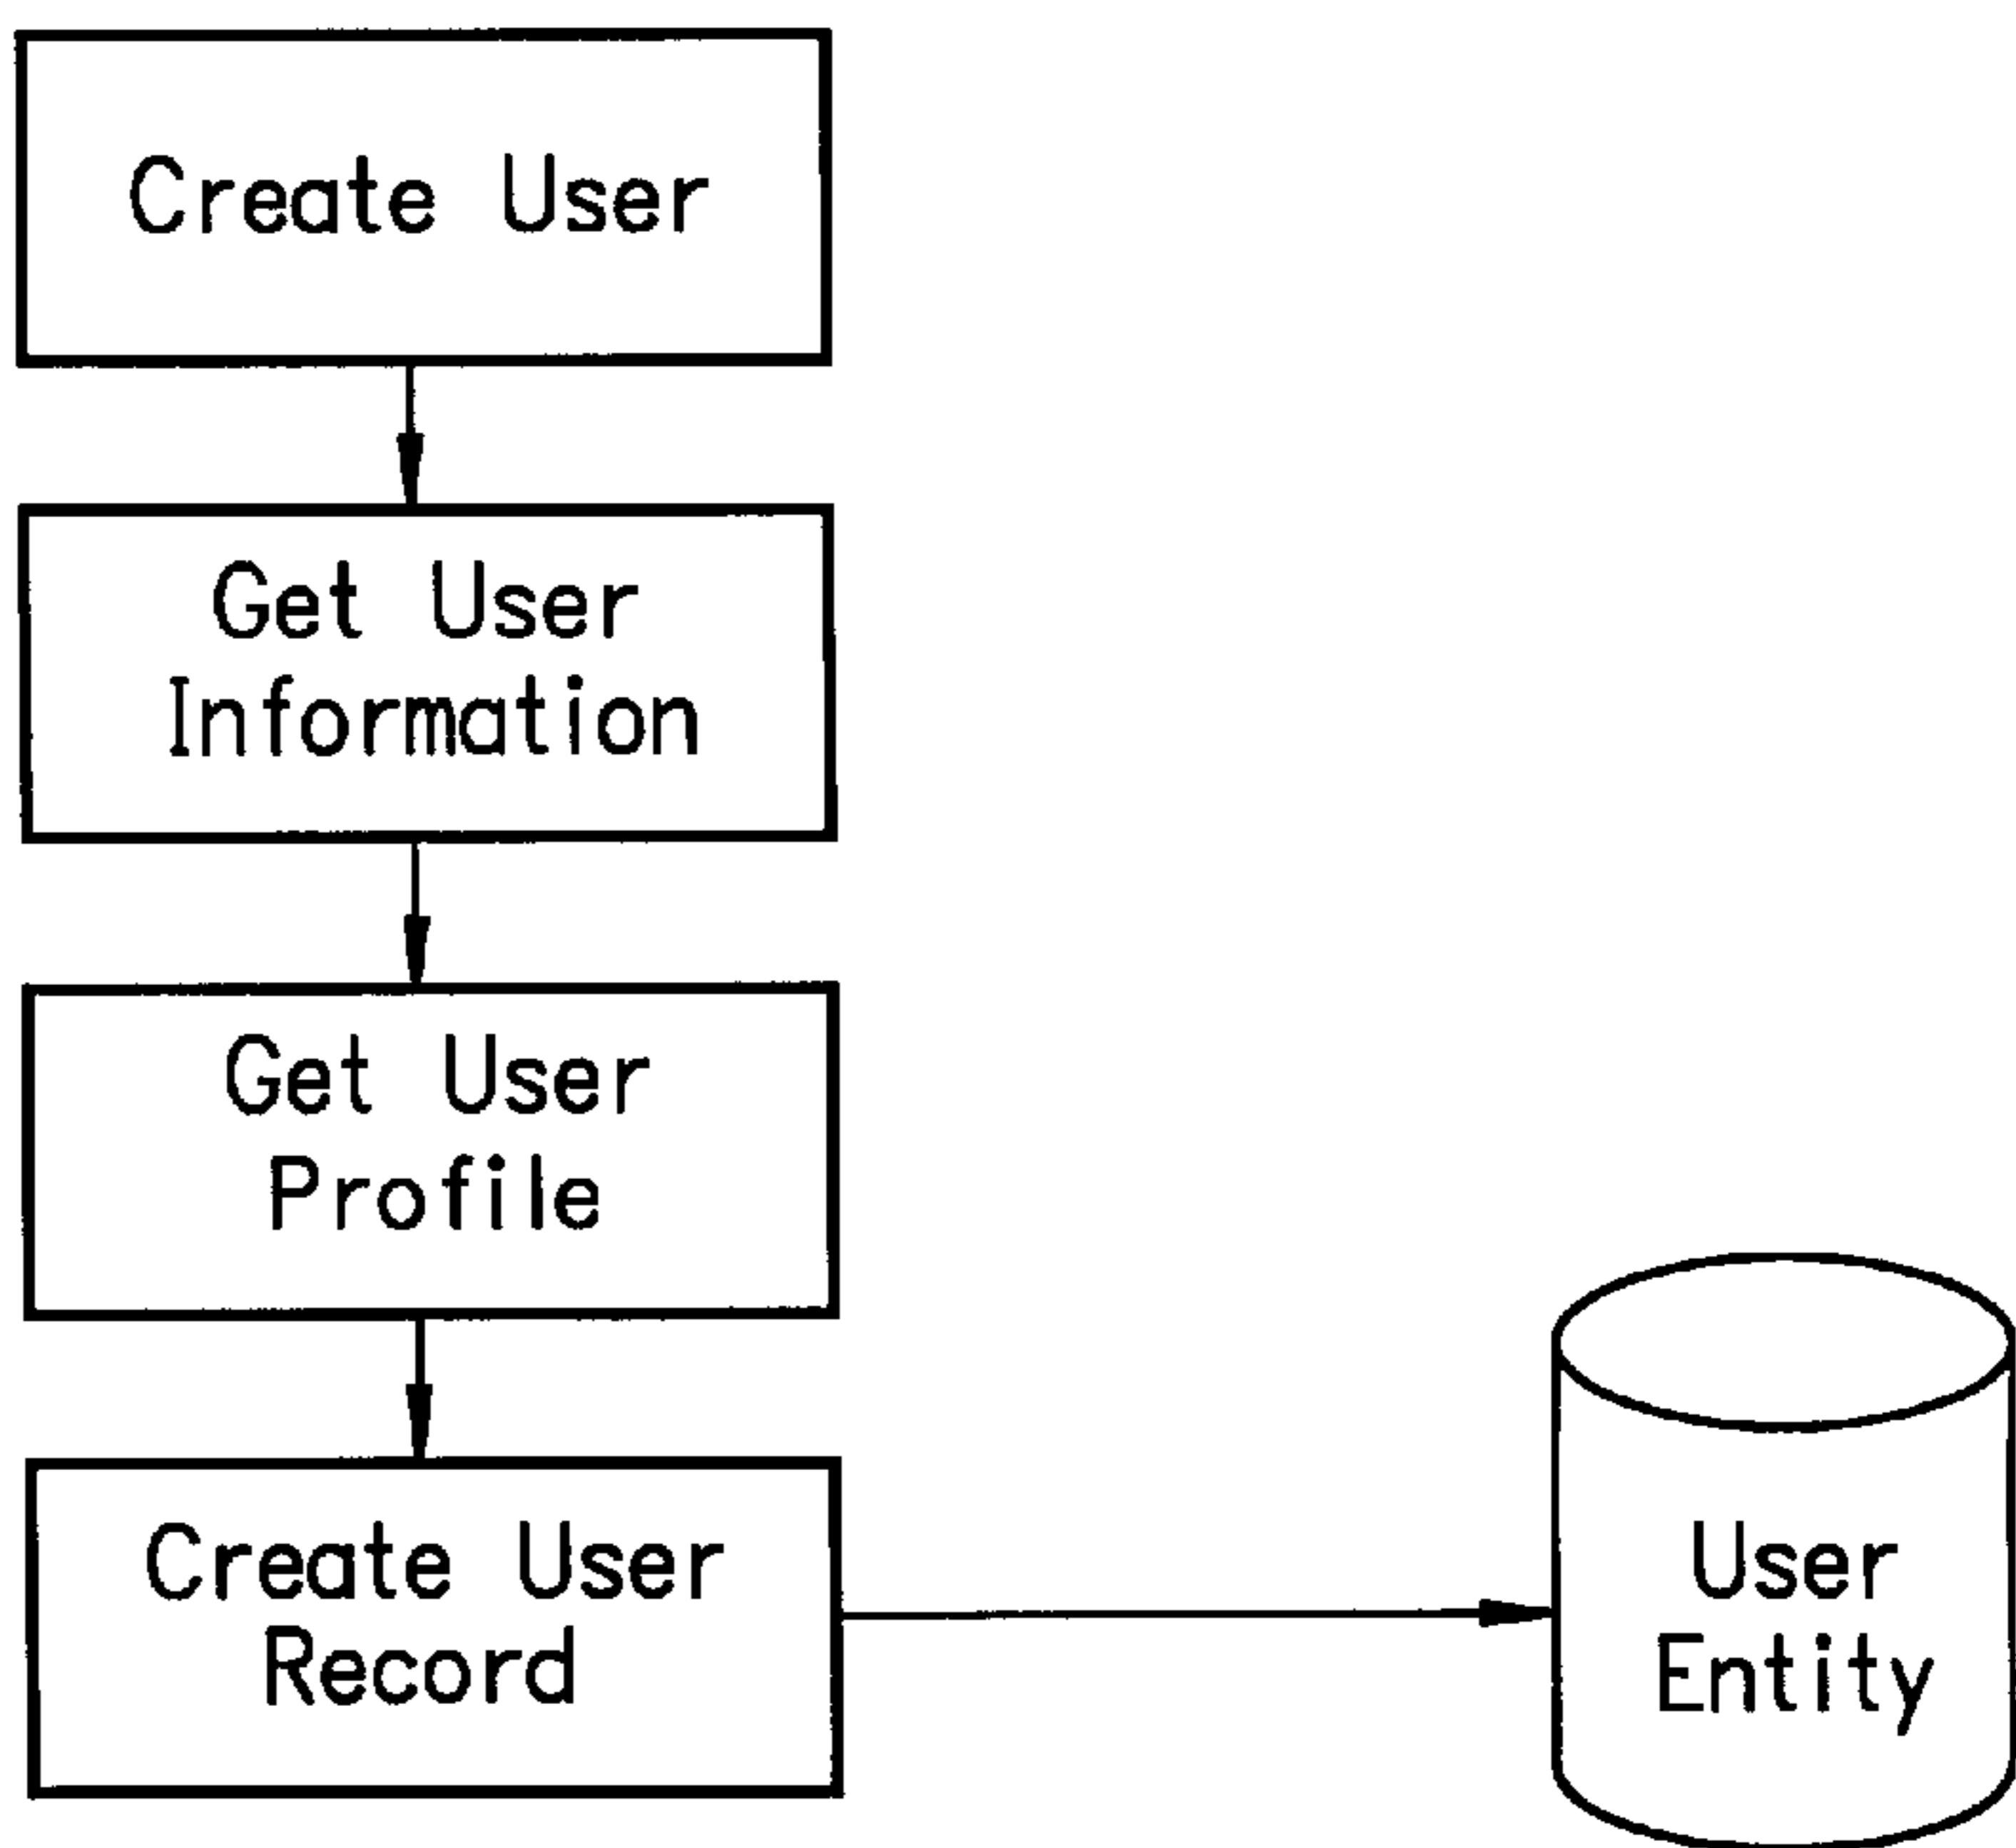 Create User
Get User
Information
Get User
Profile
Create User
Record
User
Entity